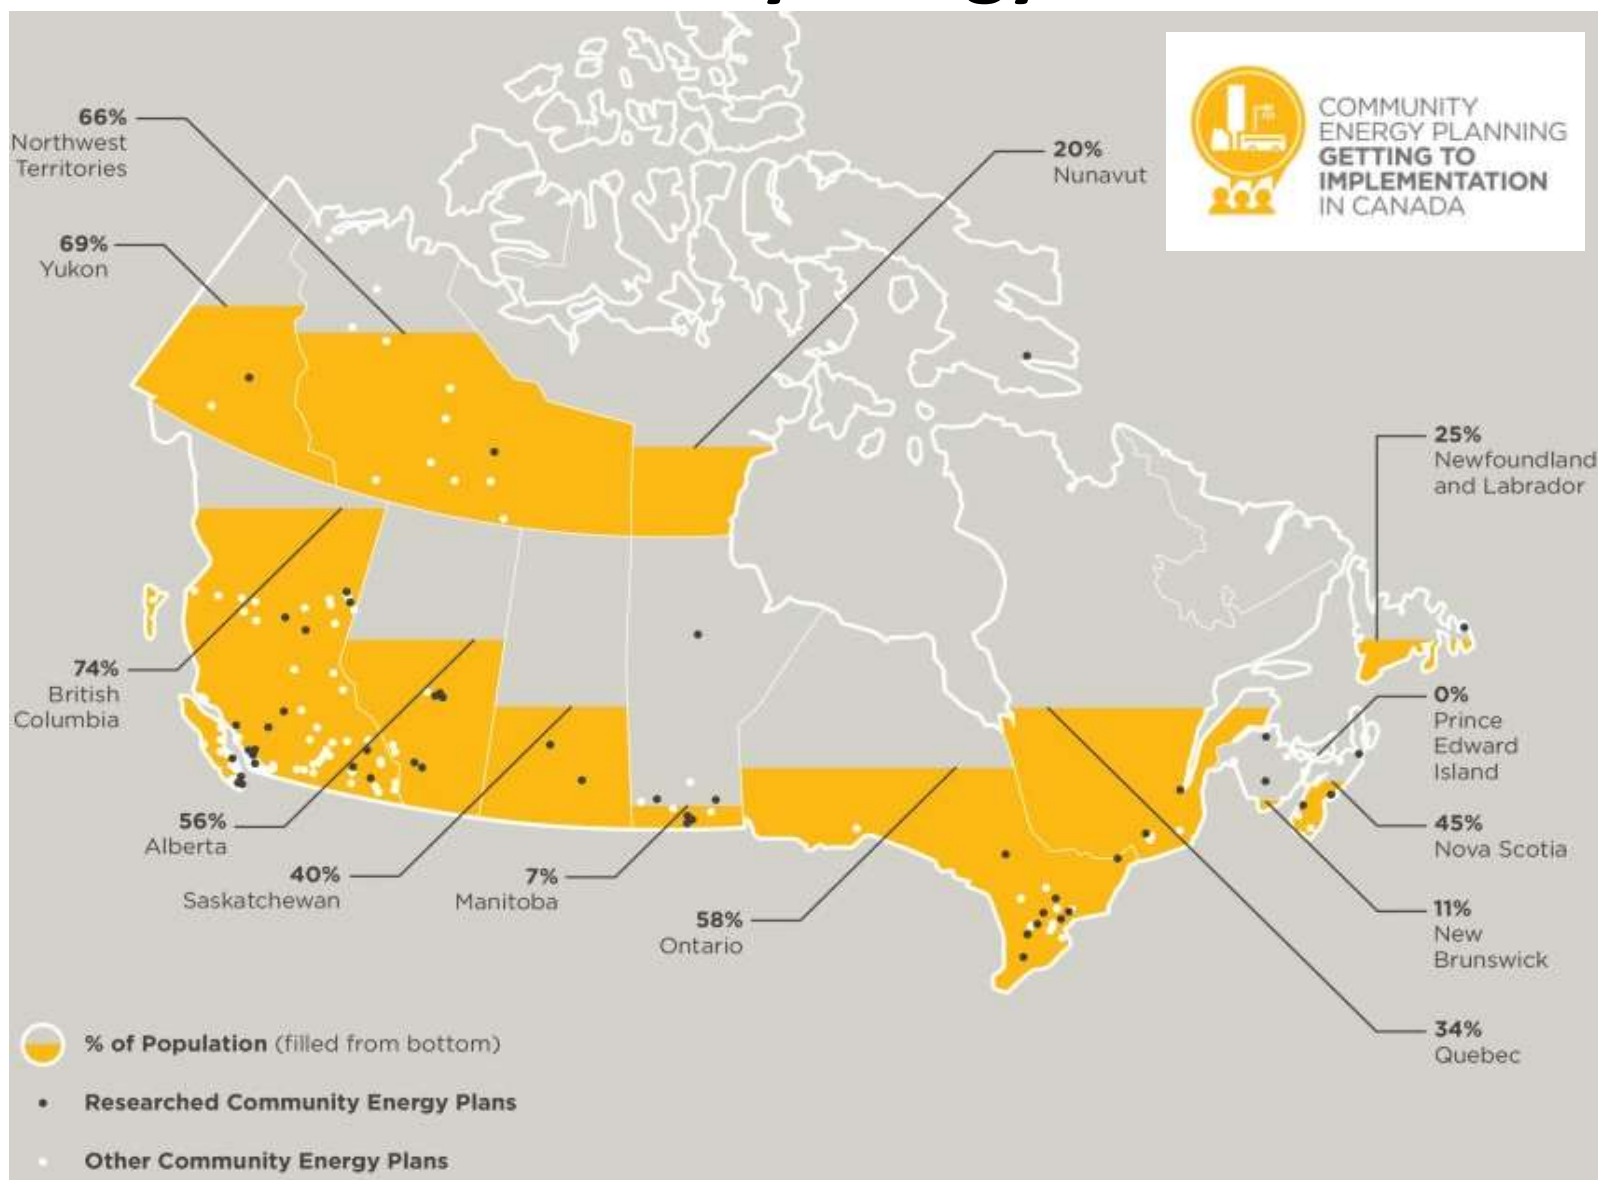 COMMUNITY
ENERGY PLANNING
GETTING TO
IMPLEMENTATION
IN CANADA
66%
Northwest
Territories
20%
Nunavut
69%
Yukon
25%
Newfoundland
and Labrador
74%
British
Columbia
0%
Prince
Edward
Island
56%
Alberta
45%
Nova Scotia
40%
Saskatchewan
7%
Manitoba
58%
Ontario
11%
New
Brunswick
34%
Quebec
% of Population (filled from bottom)
Researched Community Energy Plans
Other Community Energy Plans